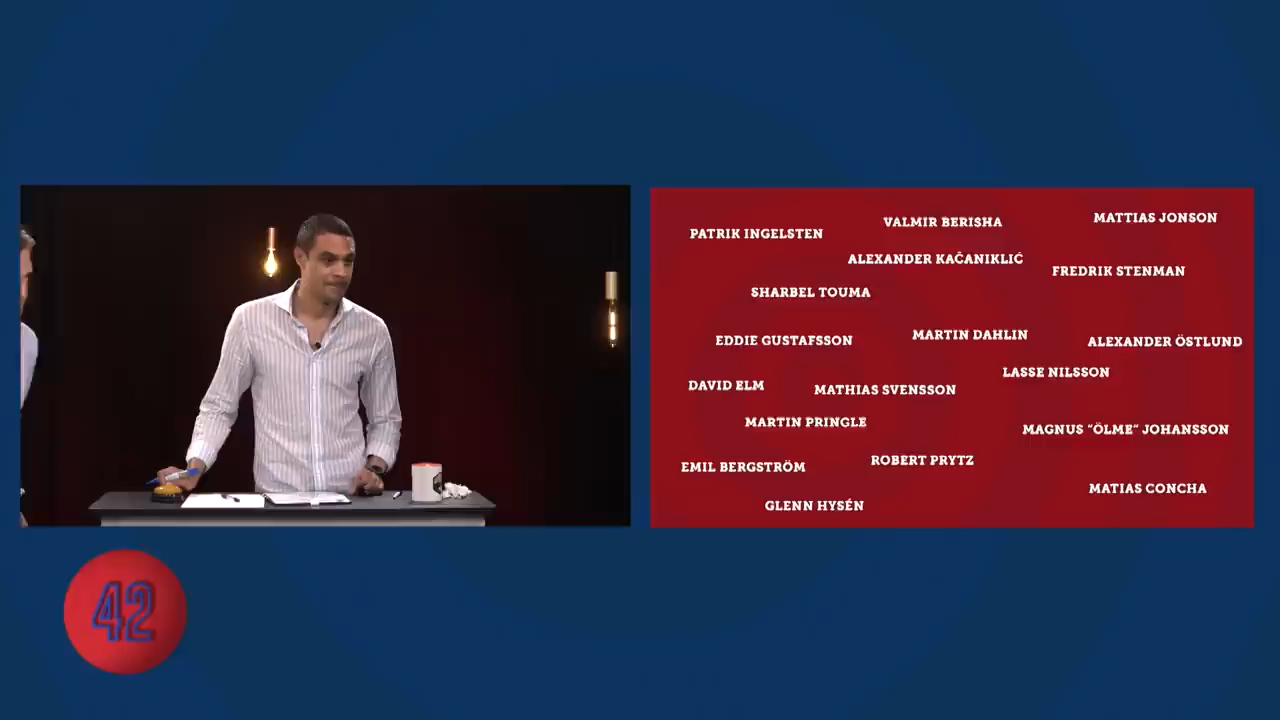 MATTIAS JONSON
VALMIR BERISHA
PATRIK INGELSTEN
ALEXANDER KAČANIKLIĆ
FREDRIK STENMAN
SHARBEL TOUMA
MARTIN DAHLIN
EDDIE GUSTAFSSON
ALEXANDER ÖSTLUND
LASSE NILSSON
DAVID ELM
MATHIAS SVENSSON
MARTIN PRINGLE
MAGNUS "ÖLME" JOHANSSON
ROBERT PRYTZ
EMIL BERGSTRÖM
MATIAS CONCHA
GLENN HYSÉN
42